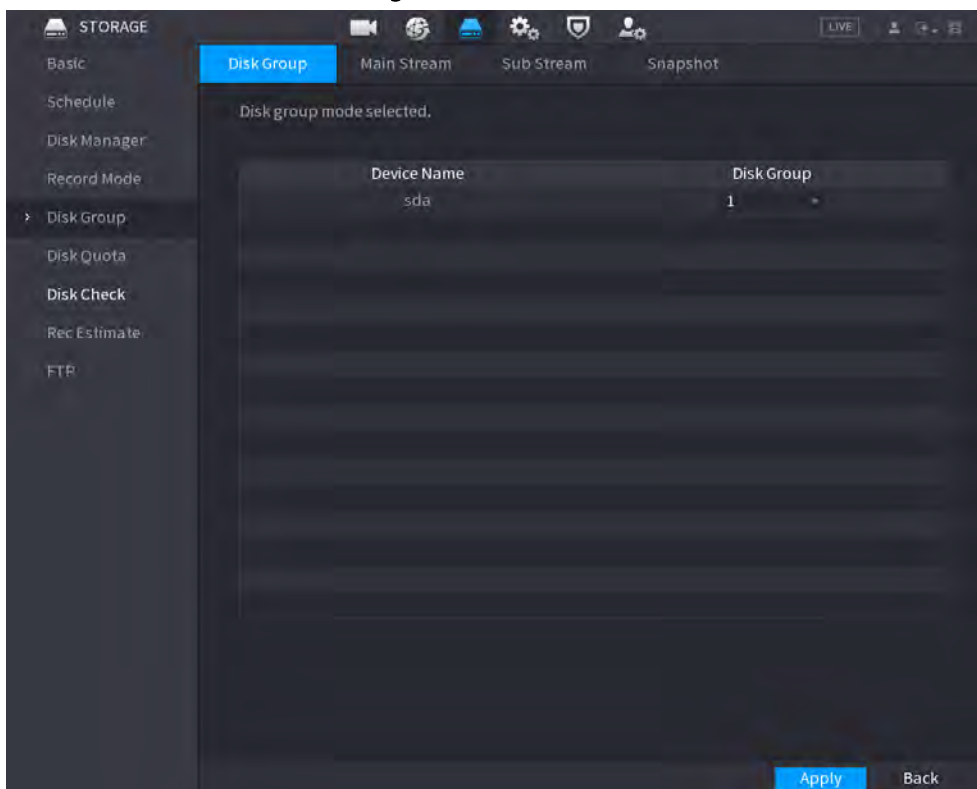 STORAGE
LIVE
Basic
Disk Group Main Stream Sub Stream Snapshot
Schedule
Disk group mode selected.
Disk Manager
Record Mode
Device Name Disk Group
sda 1
Disk Group
Disk Quota
Disk Check
Rec Estimate
FTP
Apply Back